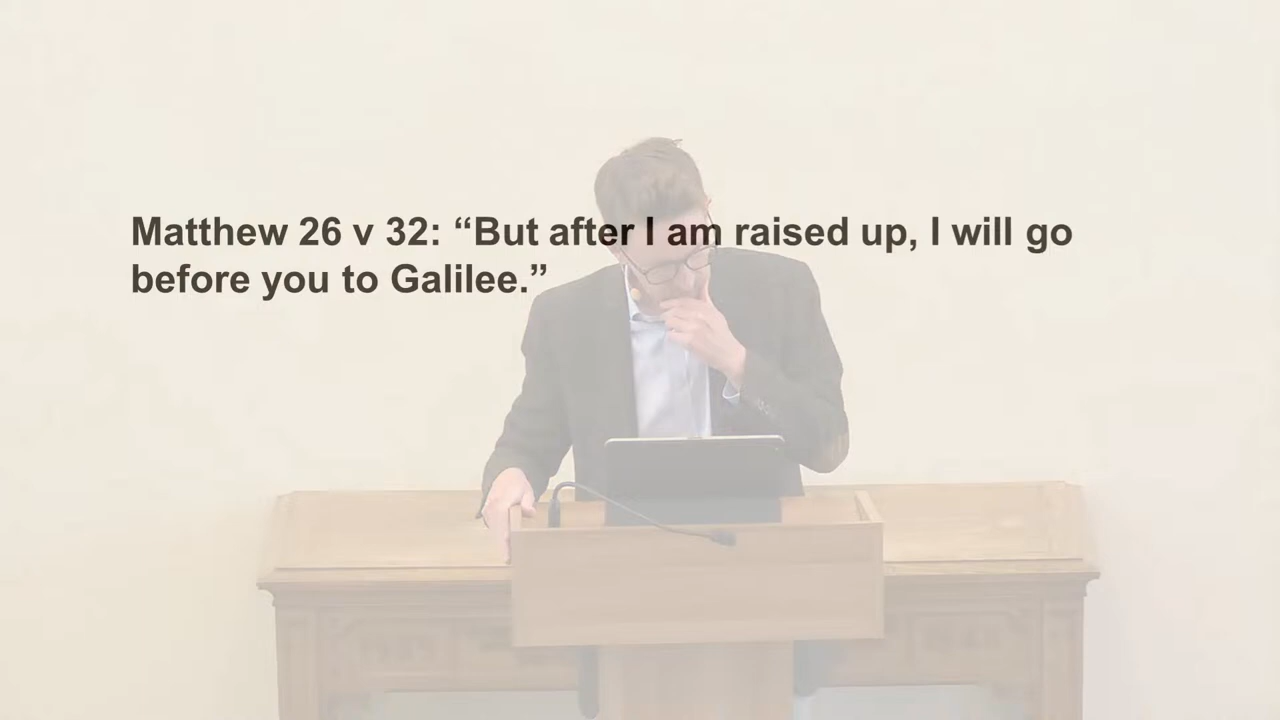 Matthew 26 v 32: “But after I am raised up, I will go
before you to Galilee.”